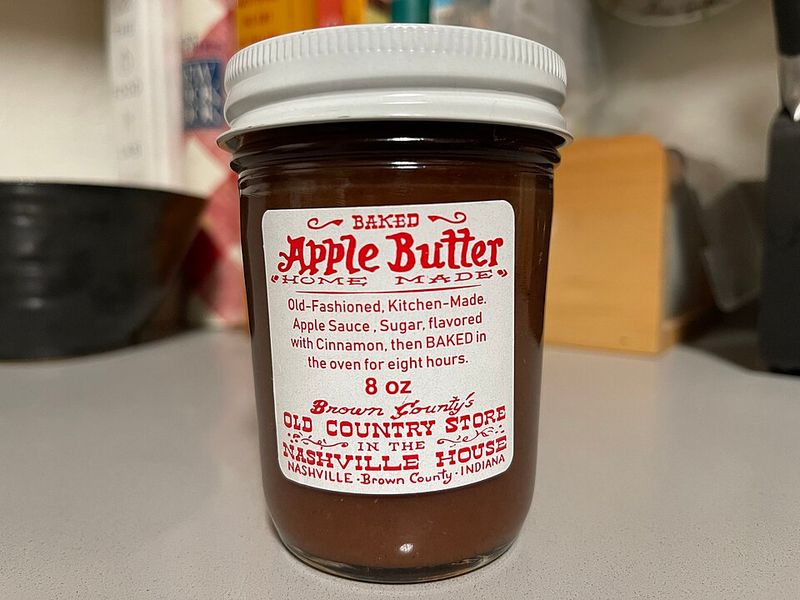 BAKED
Apple Butter
HOME MADE
Old-Fashioned, Kitchen-Made.
Apple Sauce , Sugar, flavored
with Cinnamon, then BAKED in
the oven for eight hours.
8 oz
Brown County's
OLD COUNTRY STORE
IN THE
NASHVILLE HOUSE
NASHVILLE · Brown County · INDIANA